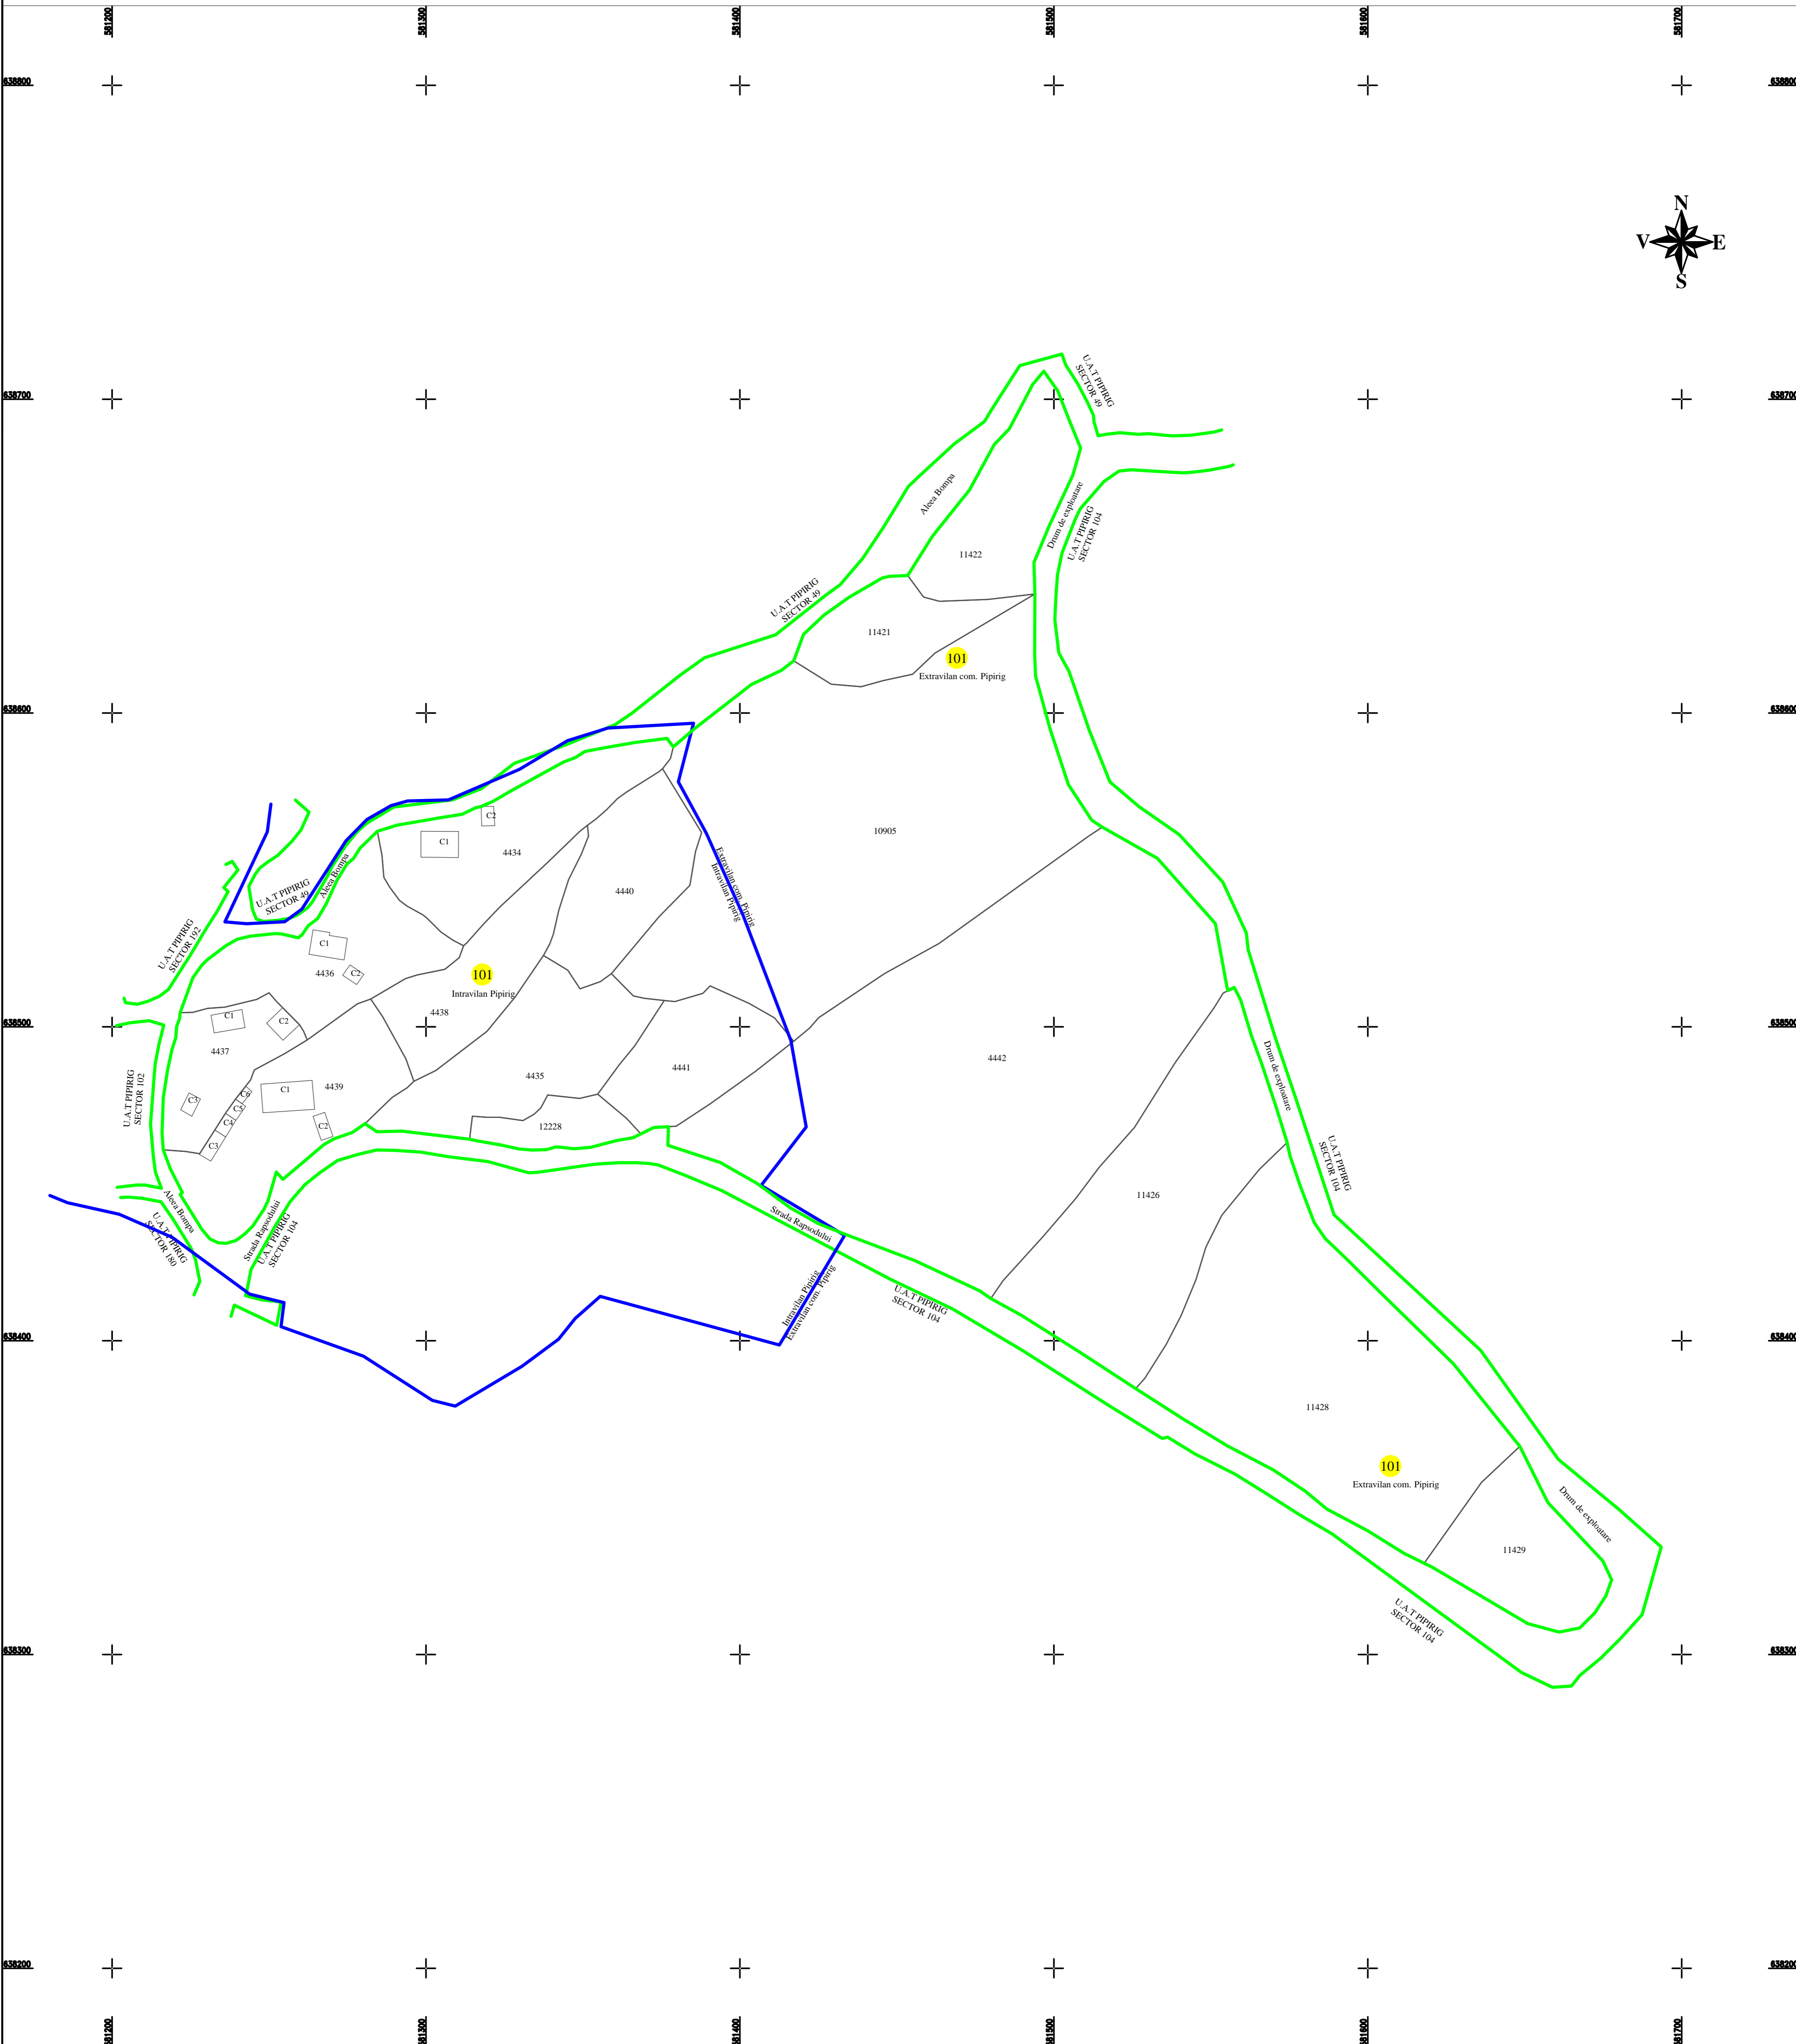 581200
581300
581400
581500
581600
581700
638800
638800
N
V
E
S
U.A.T PIPIRIG
SECTOR 49
638700
638700
Aleea Bompa
Drum de exploatare
U.A.T PIPIRIG
SECTOR 104
11422
U.A.T PIPIRIG
SECTOR 49
11421
101
Extravilan com. Pipirig
638600
638600
C2
C1
4434
10905
Extravilan com. Pipirig
Intravilan Pipirig
Aleea Bompa
U.A.T PIPIRIG
SECTOR 49
4440
U.A.T PIPIRIG
SECTOR 192
C1
4436
C2
101
Intravilan Pipirig
4438
638500
638500
C1
C2
4437
4442
Drum de exploatare
4435
4441
U.A.T PIPIRIG
SECTOR 102
C3
C6
C1
4439
C5
C4
C2
C3
12228
U.A.T PIPIRIG
SECTOR 104
11426
Aleea Bompa
U.A.T PIPIRIG
SECTOR 180
Strada Rapsodului
U.A.T PIPIRIG
SECTOR 104
Strada Rapsodului
Intravilan Pipirig
Extravilan com. Pipirig
U.A.T PIPIRIG
SECTOR 104
638400
638400
11428
101
Extravilan com. Pipirig
Drum de exploatare
11429
U.A.T PIPIRIG
SECTOR 104
638300
638300
638200
638200
581200
581300
581400
581500
581600
581700